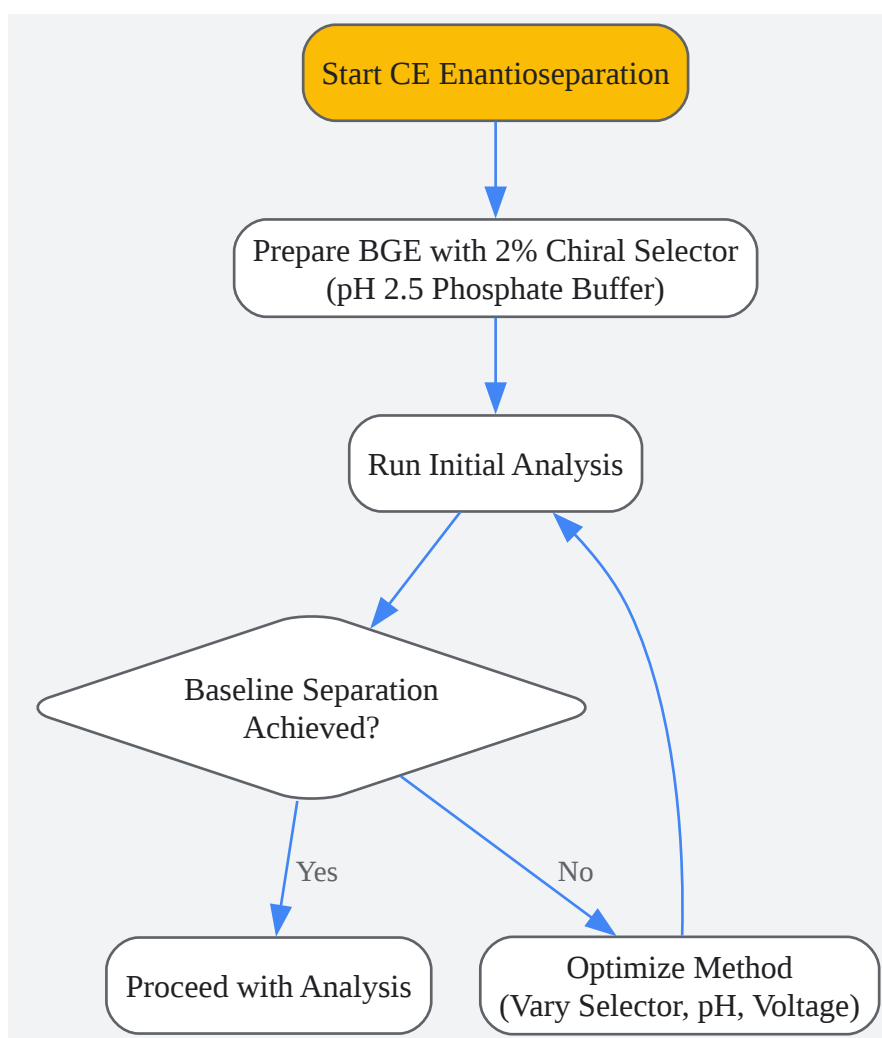 Start CE Enantioseparation
Prepare BGE with 2% Chiral Selector
(pH 2.5 Phosphate Buffer)
Run Initial Analysis
Baseline Separation
Achieved?
Yes
No
Proceed with Analysis
Optimize Method
(Vary Selector, pH, Voltage)